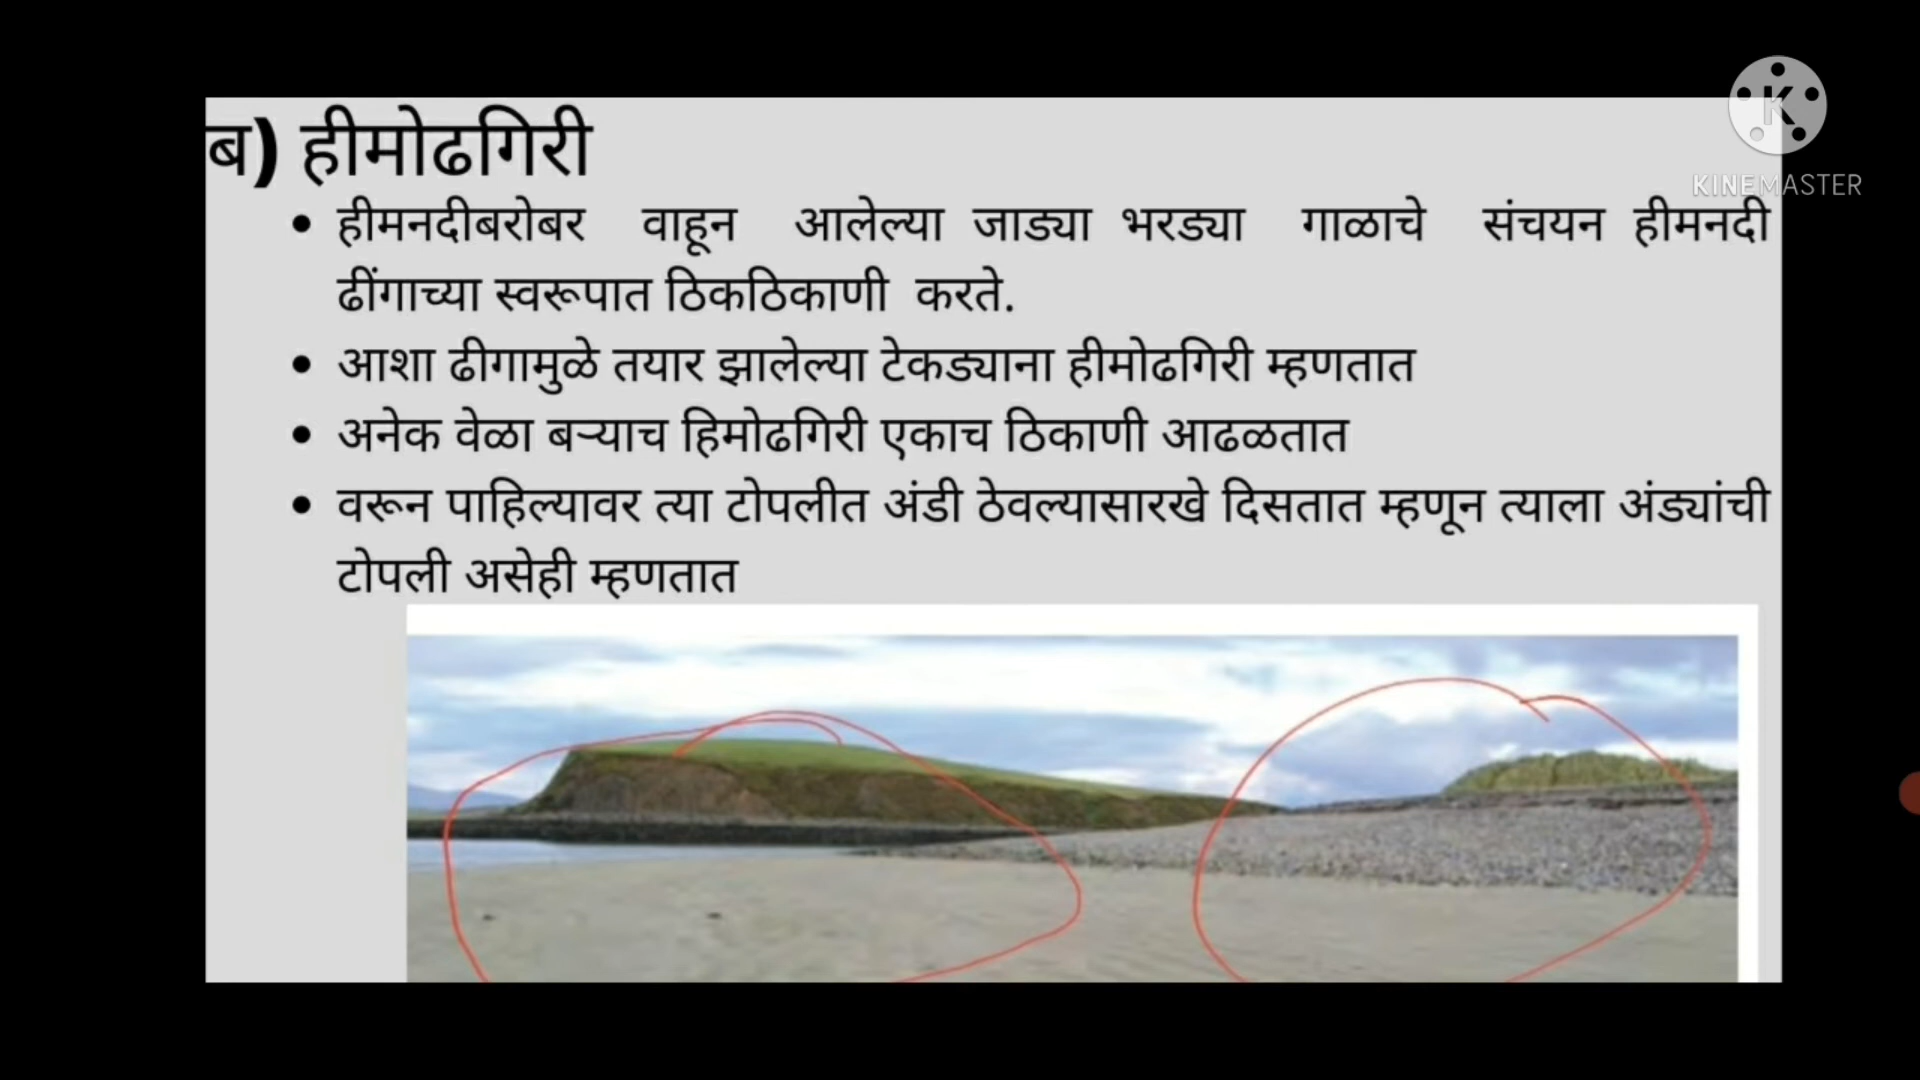 ब) हीमोढगिरी
KINEMASTER
• हीमनदीबरोबर वाहून आलेल्या जाड्या भरड्या गाळाचे संचयन हीमनदी
ढींगाच्या स्वरूपात ठिकठिकाणी करते.
• आशा ढीगामुळे तयार झालेल्या टेकड्याना हीमोढगिरी म्हणतात
• अनेक वेळा बऱ्याच हिमोढगिरी एकाच ठिकाणी आढळतात
• वरून पाहिल्यावर त्या टोपलीत अंडी ठेवल्यासारखे दिसतात म्हणून त्याला अंड्यांची
टोपली असेही म्हणतात